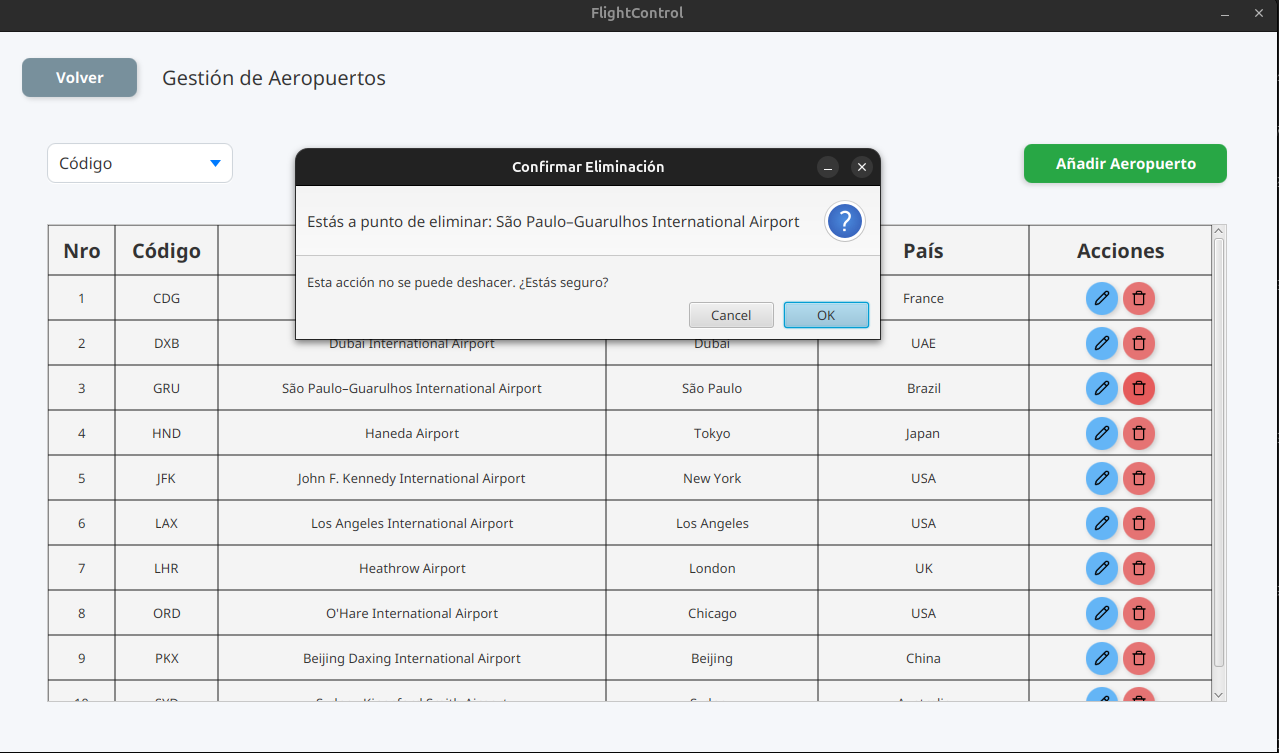 FlightControl
Volver
Gestión de Aeropuertos
Código
Añadir Aeropuerto
Confirmar Eliminación
Estás a punto de eliminar: São Paulo–Guarulhos International Airport
?
Esta acción no se puede deshacer. ¿Estás seguro?
Cancel OK
Nro Código País Acciones
1 CDG France
2 DXB Dubai International Airport Dubai UAE
3 GRU São Paulo–Guarulhos International Airport São Paulo Brazil
4 HND Haneda Airport Tokyo Japan
5 JFK John F. Kennedy International Airport New York USA
6 LAX Los Angeles International Airport Los Angeles USA
7 LHR Heathrow Airport London UK
8 ORD O'Hare International Airport Chicago USA
9 PKX Beijing Daxing International Airport Beijing China